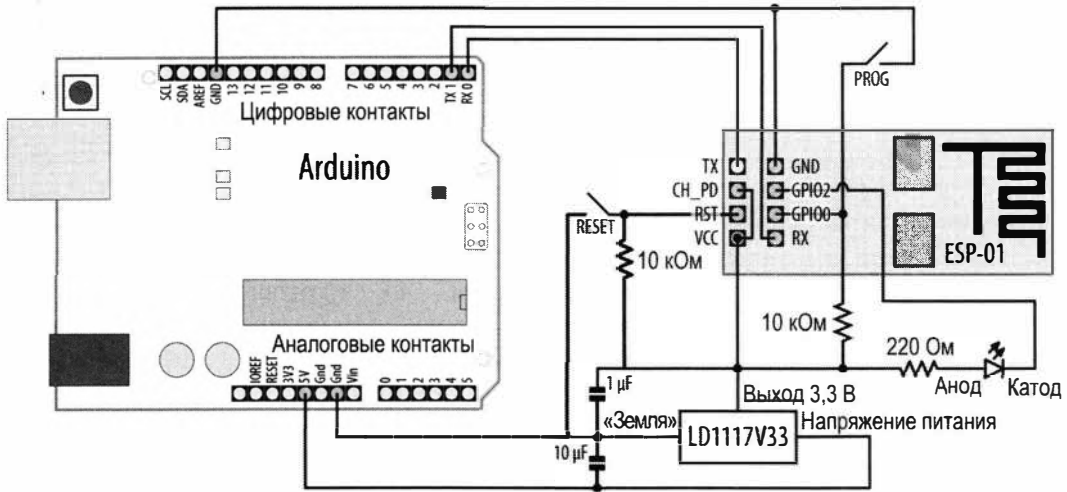 SCL
SDA
AREF
GND
13
12
11
10
9
8
7
6
5
4
3
2
TX 1
RX 0
Цифровые контакты
Arduino
PROG
TX
CH_PD
RST
VCC
GND
GPIO2
GPIO0
RX
ESP-01
RESET
10 кОм
10 кОм
Аналоговые контакты
IOREF
RESET
3V3
5V
Gnd
Gnd
Vin
0
1
2
3
4
5
220 Ом
Анод
Катод
1 µF
Выход 3,3 В
«Земля»
LD1117V33
Напряжение питания
10 µF